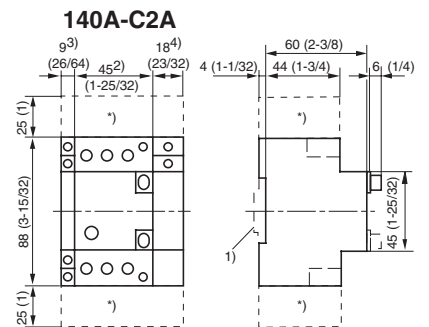 140A-C2A
9³⁾ 45²⁾ 18⁴⁾
(26/64) (1-25/32) (23/32)
60 (2-3/8)
4 (1-1/32) 44 (1-3/4) 6 (1/4)
25 (1)
*) *)
88 (3-15/32)
45 (1-25/32)
1)
25 (1)
*) *)